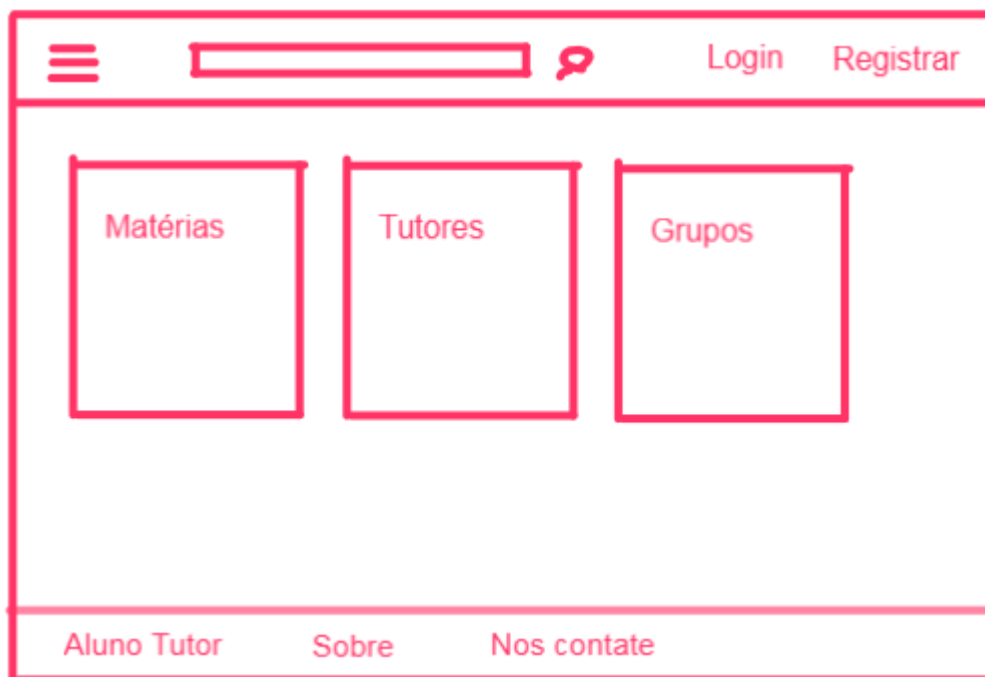 Login Registrar
Matérias Tutores Grupos
Aluno Tutor Sobre Nos contate